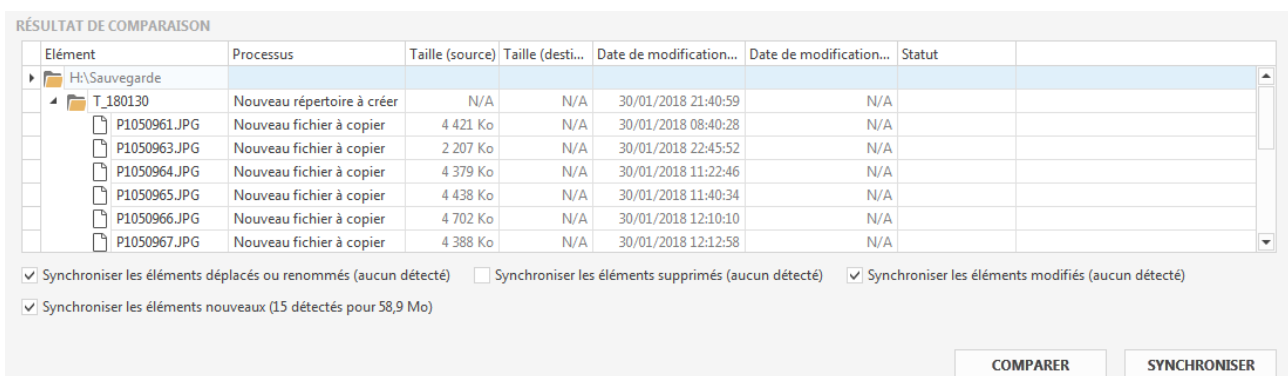 RÉSULTAT DE COMPARAISON
Elément Processus Taille (source) Taille (desti... Date de modification... Date de modification... Statut
H:\Sauvegarde
T_180130 Nouveau répertoire à créer N/A N/A 30/01/2018 21:40:59 N/A
P1050961.JPG Nouveau fichier à copier 4 421 Ko N/A 30/01/2018 08:40:28 N/A
P1050963.JPG Nouveau fichier à copier 2 207 Ko N/A 30/01/2018 22:45:52 N/A
P1050964.JPG Nouveau fichier à copier 4 379 Ko N/A 30/01/2018 11:22:46 N/A
P1050965.JPG Nouveau fichier à copier 4 438 Ko N/A 30/01/2018 11:40:34 N/A
P1050966.JPG Nouveau fichier à copier 4 702 Ko N/A 30/01/2018 12:10:10 N/A
P1050967.JPG Nouveau fichier à copier 4 388 Ko N/A 30/01/2018 12:12:58 N/A
Synchroniser les éléments déplacés ou renommés (aucun détecté) Synchroniser les éléments supprimés (aucun détecté) Synchroniser les éléments modifiés (aucun détecté)
Synchroniser les éléments nouveaux (15 détectés pour 58,9 Mo)
COMPARER SYNCHRONISER